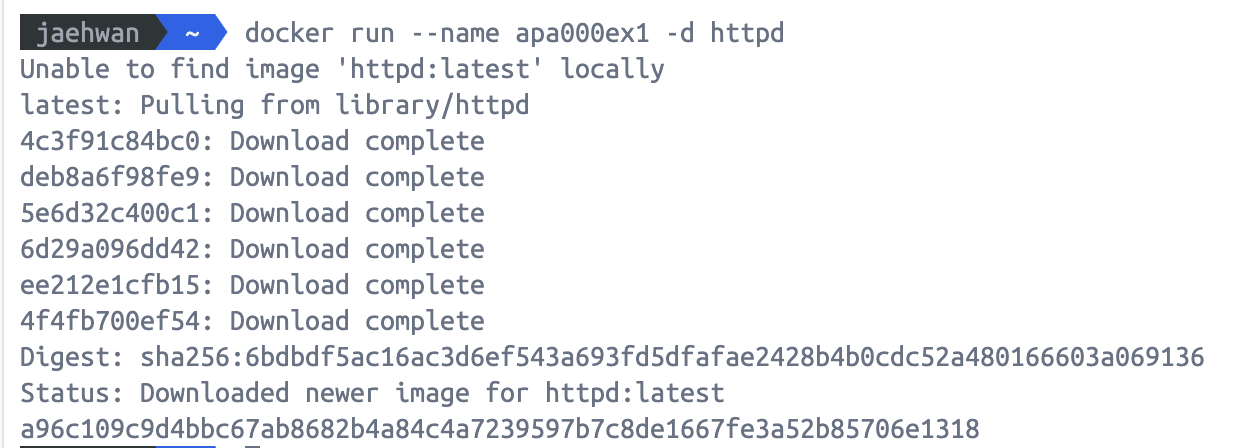 jaehwan ~ docker run --name apa000ex1 -d httpd
Unable to find image 'httpd:latest' locally
latest: Pulling from library/httpd
4c3f91c84bc0: Download complete
deb8a6f98fe9: Download complete
5e6d32c400c1: Download complete
6d29a096dd42: Download complete
ee212e1cfb15: Download complete
4f4fb700ef54: Download complete
Digest: sha256:6bdbdf5ac16ac3d6ef543a693fd5dfafae2428b4b0cdc52a480166603a069136
Status: Downloaded newer image for httpd:latest
a96c109c9d4bbc67ab8682b4a84c4a7239597b7c8de1667fe3a52b85706e1318